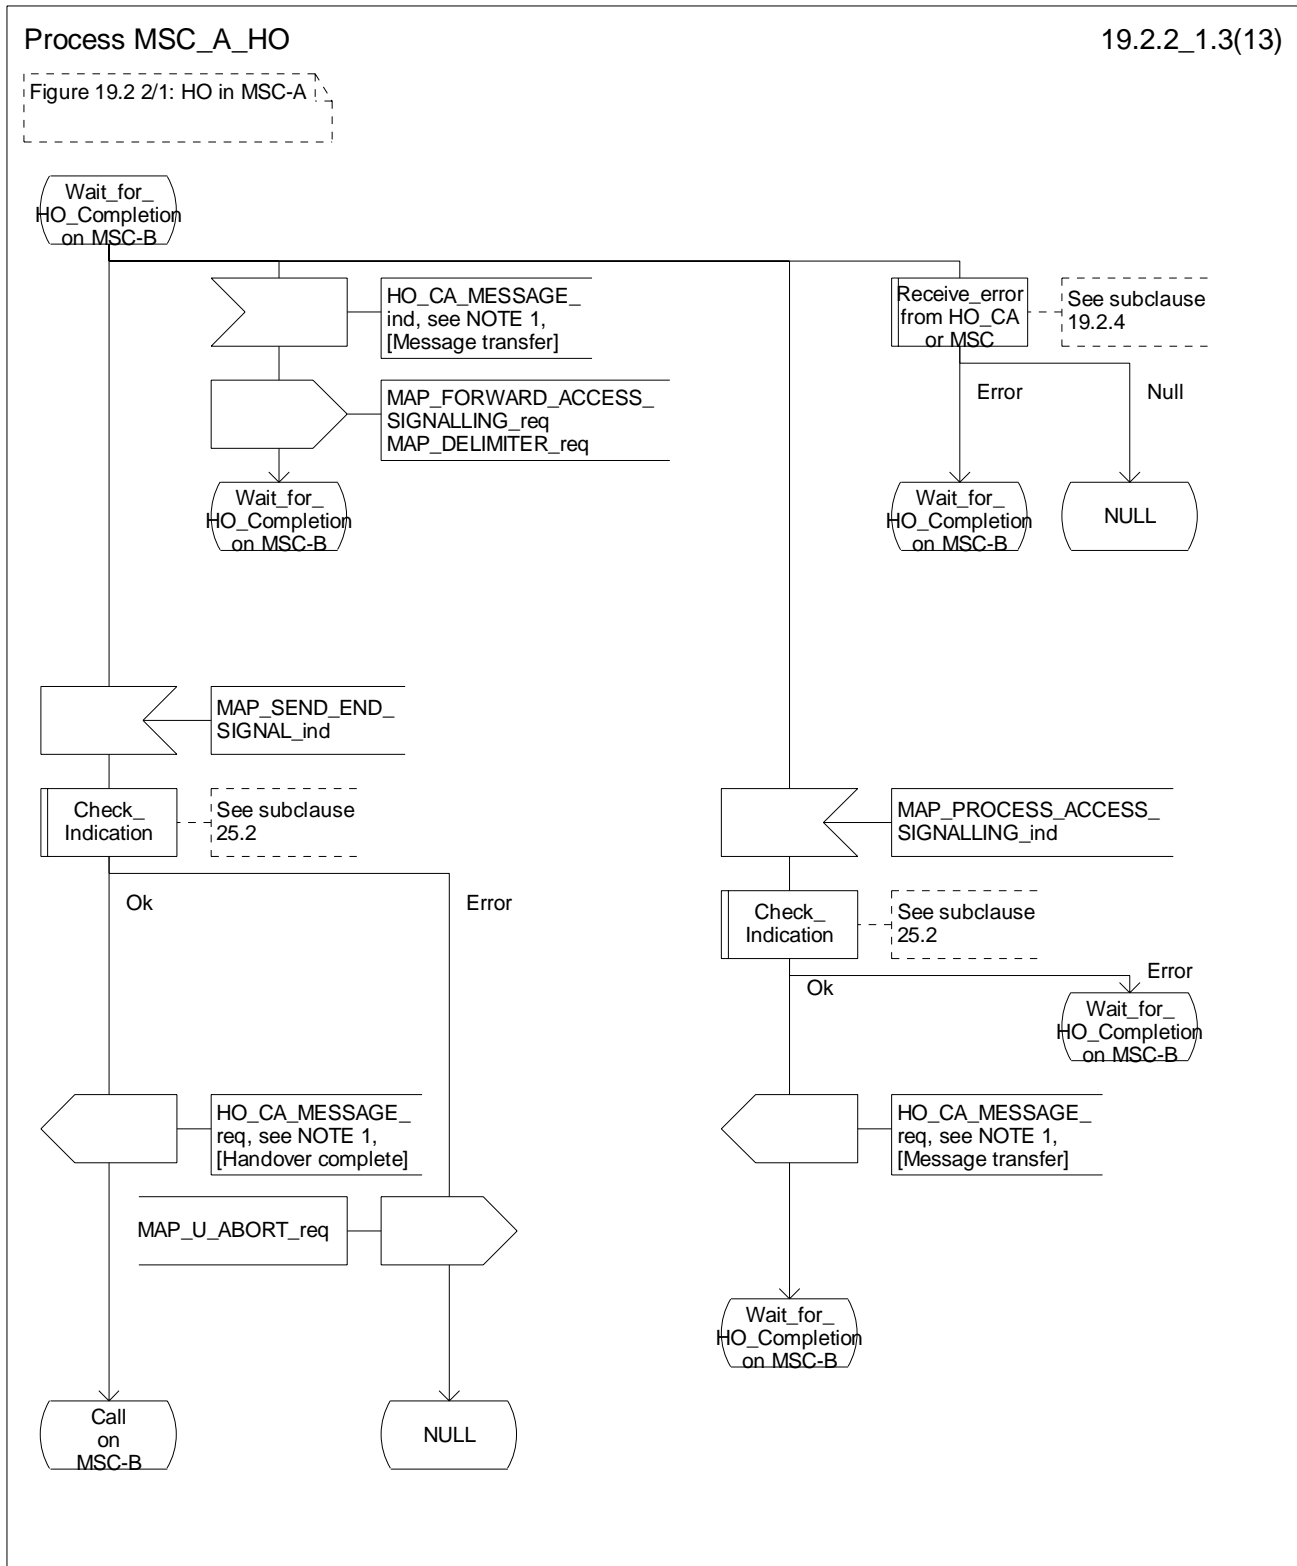 Process MSC_A_HO
19.2.2_1.3(13)
Figure 19.2 2/1: HO in MSC-A
Wait_for_
HO_Completion
on MSC-B
HO_CA_MESSAGE_
ind, see NOTE 1,
[Message transfer]
Receive_error
from HO_CA
or MSC
See subclause
19.2.4
MAP_FORWARD_ACCESS_
SIGNALLING_req
MAP_DELIMITER_req
Error
Null
Wait_for_
HO_Completion
on MSC-B
Wait_for_
HO_Completion
on MSC-B
NULL
MAP_SEND_END_
SIGNAL_ind
Check_
Indication
See subclause
25.2
MAP_PROCESS_ACCESS_
SIGNALLING_ind
Ok
Error
Check_
Indication
See subclause
25.2
Ok
Error
Wait_for_
HO_Completion
on MSC-B
HO_CA_MESSAGE_
req, see NOTE 1,
[Handover complete]
HO_CA_MESSAGE_
req, see NOTE 1,
[Message transfer]
MAP_U_ABORT_req
Wait_for_
HO_Completion
on MSC-B
Call
on
MSC-B
NULL